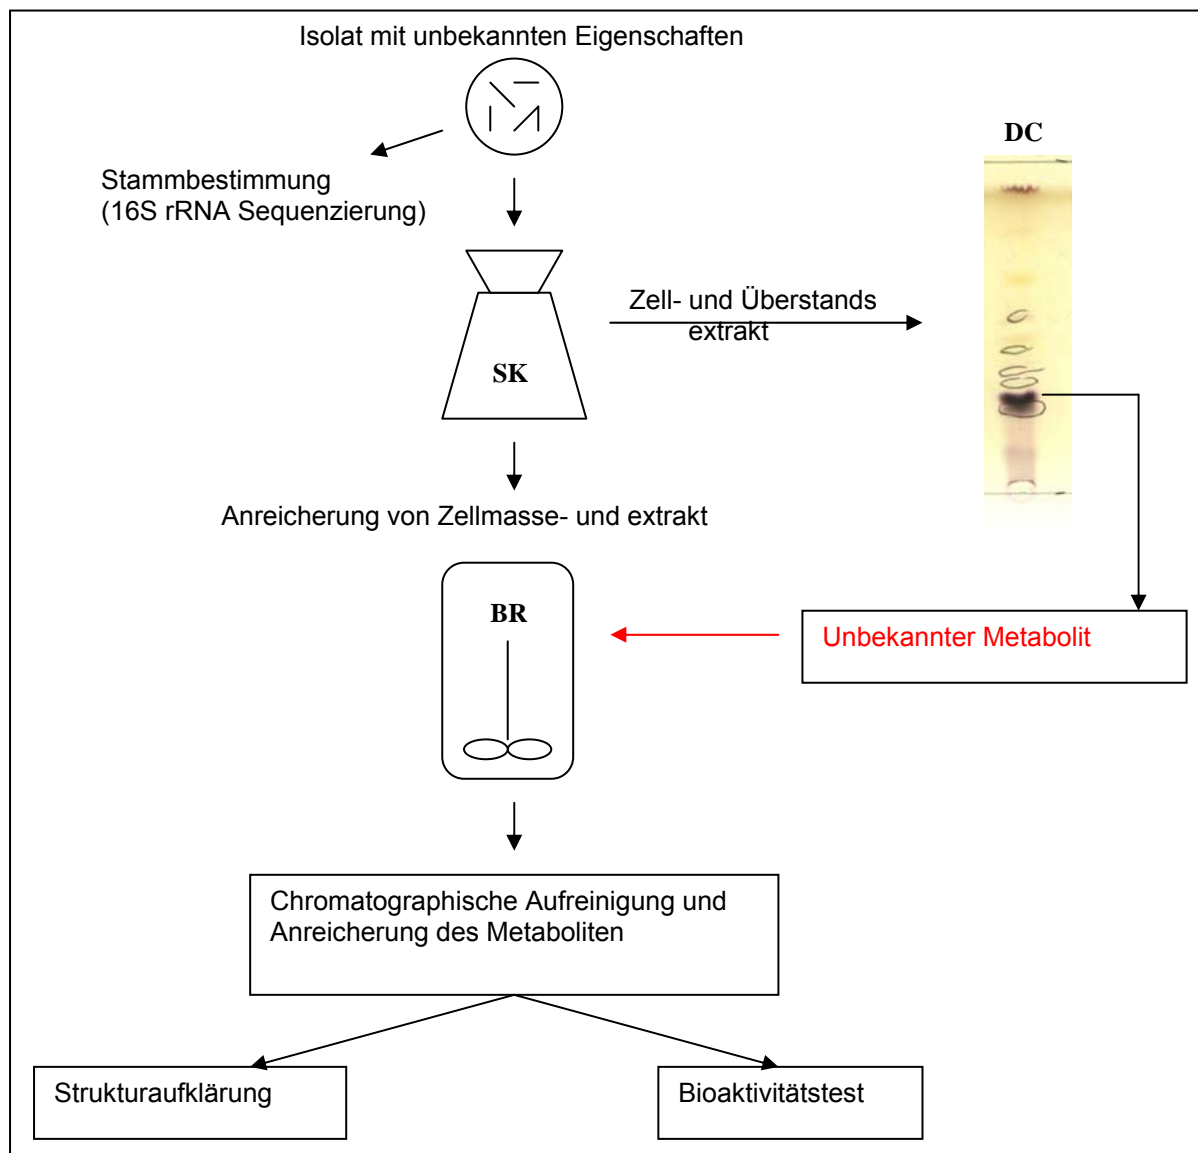 Isolat mit unbekannten Eigenschaften
DC
Stammbestimmung
(16S rRNA Sequenzierung)
Zell- und Überstands
extrakt
SK
Anreicherung von Zellmasse- und extrakt
BR
Unbekannter Metabolit
Chromatographische Aufreinigung und
Anreicherung des Metaboliten
Strukturaufklärung
Bioaktivitätstest